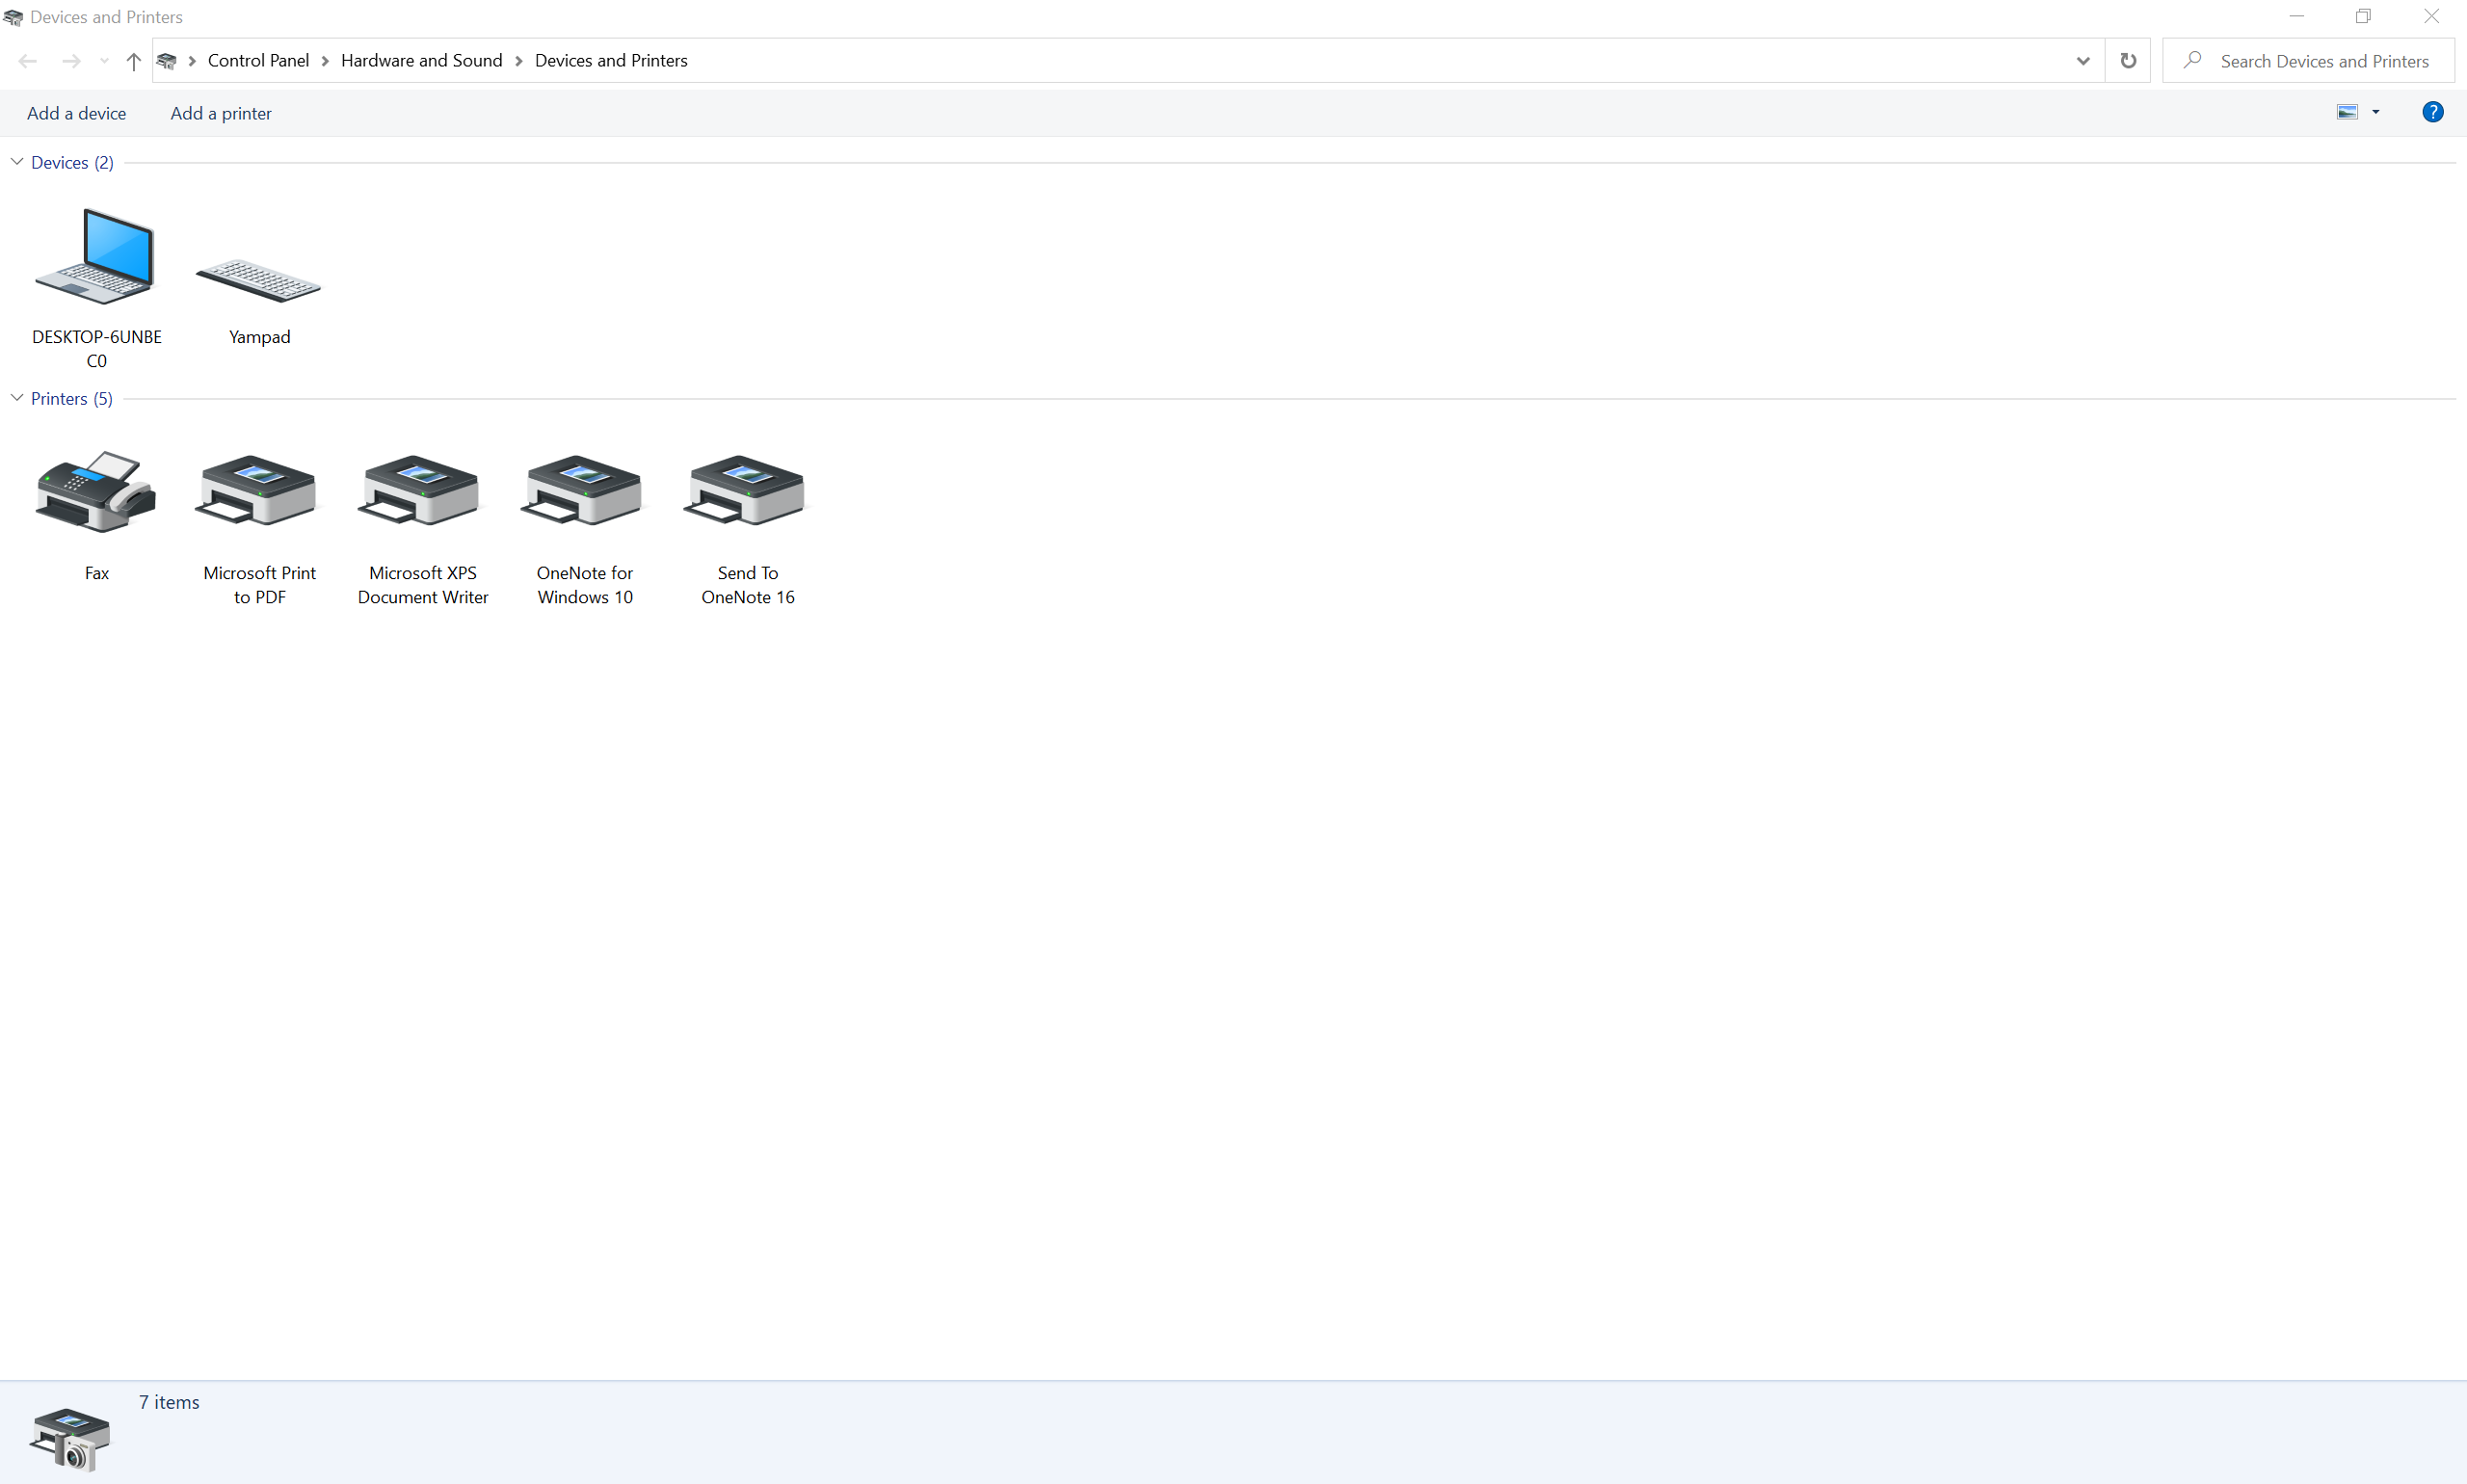 Devices and Printers
Control Panel > Hardware and Sound > Devices and Printers
Search Devices and Printers
Add a device
Add a printer
?
Devices (2)
DESKTOP-6UNBE
C0
Yampad
Printers (5)
Fax
Microsoft Print
to PDF
Microsoft XPS
Document Writer
OneNote for
Windows 10
Send To
OneNote 16
7 items